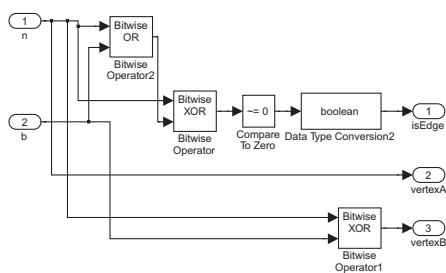 1
n
Bitwise
OR
Bitwise
Operator2
2
b
Bitwise
XOR
Bitwise
Operator
~= 0
Compare
To Zero
boolean
Data Type Conversion2
1
isEdge
2
vertexA
Bitwise
XOR
Bitwise
Operator1
3
vertexB